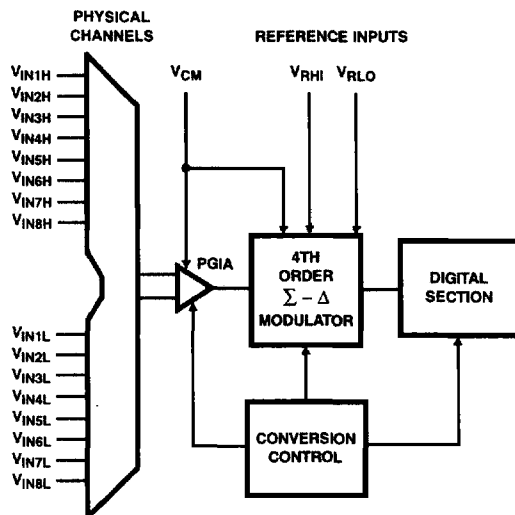 PHYSICAL
CHANNELS
REFERENCE INPUTS
VCM
VRHI
VRLO
VIN1H
VIN2H
VIN3H
VIN4H
VIN5H
VIN6H
VIN7H
VIN8H
PGIA
4TH
ORDER
Σ – Δ
MODULATOR
DIGITAL
SECTION
VIN1L
VIN2L
VIN3L
VIN4L
VIN5L
VIN6L
VIN7L
VIN8L
CONVERSION
CONTROL